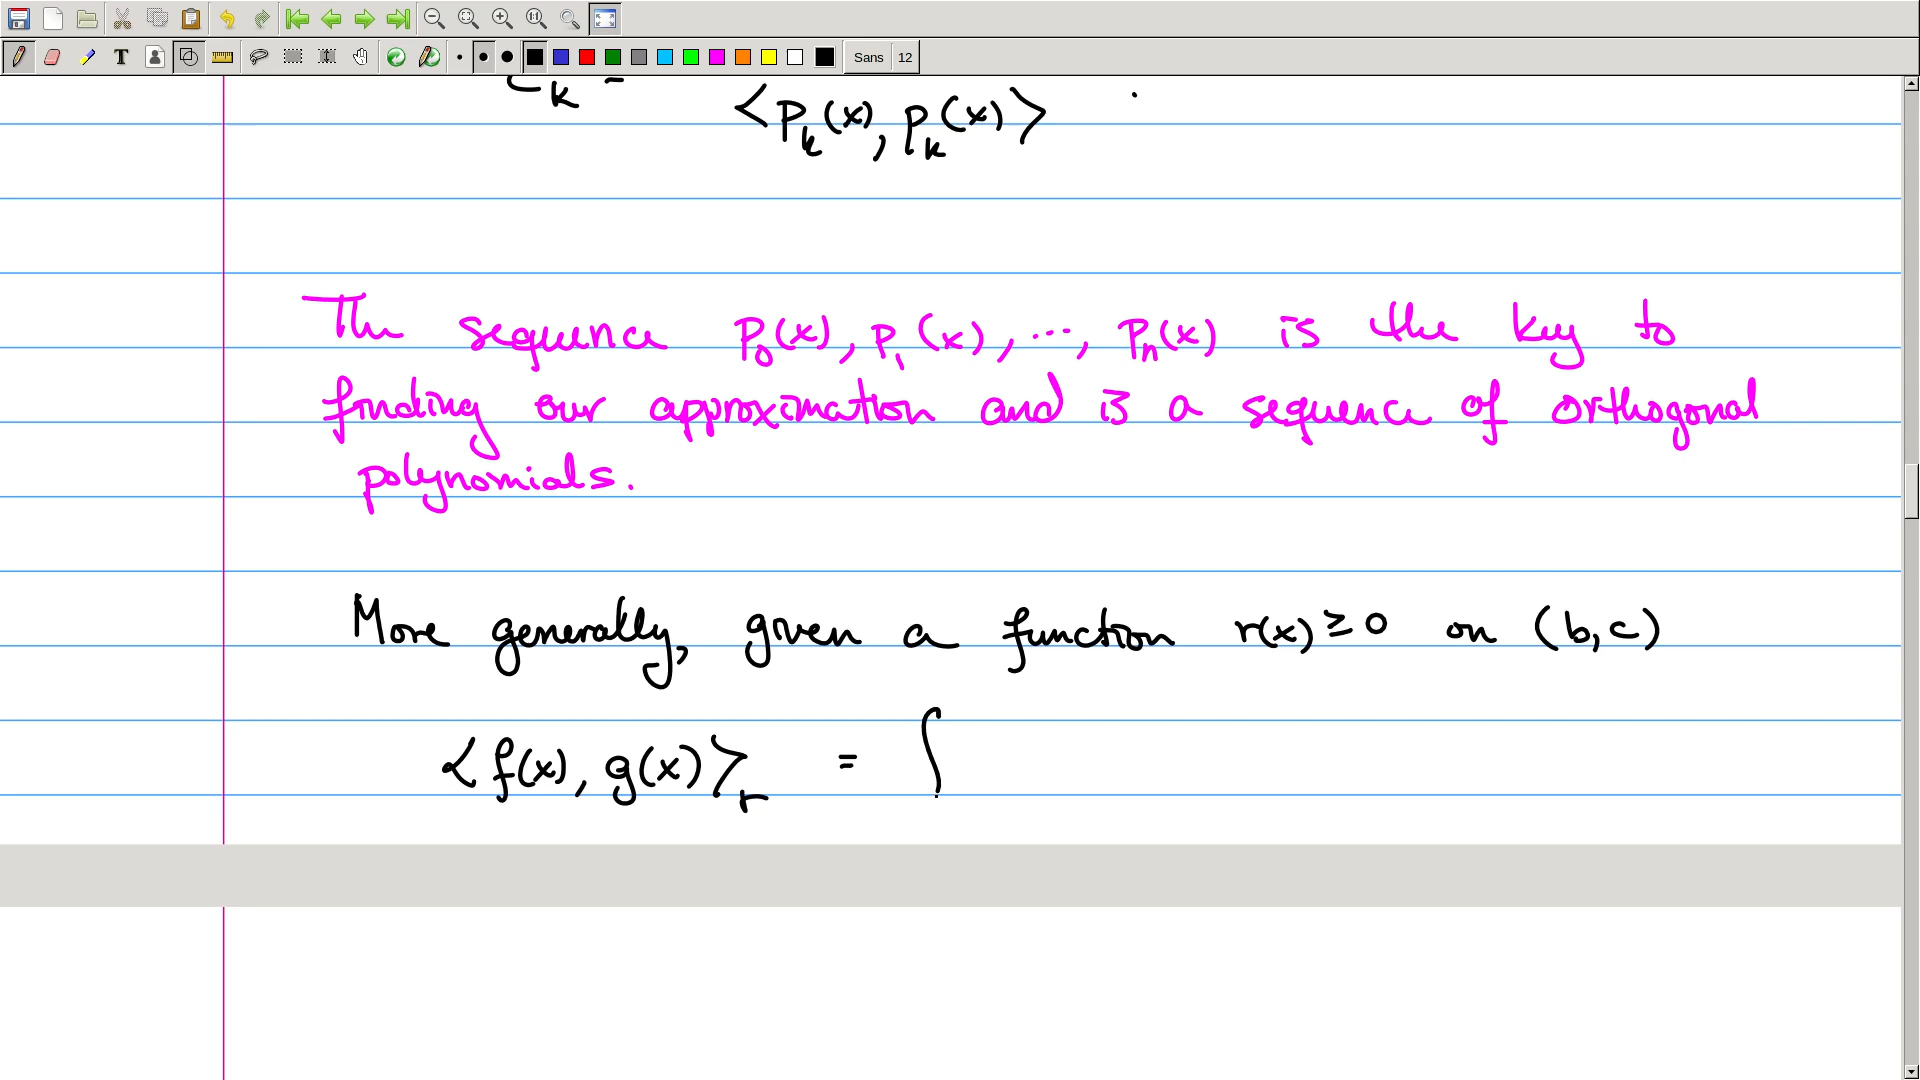 Sans 12
C_k =
<p_k(x), p_k(x)> .
The sequence p_0(x), p_1(x), ..., p_n(x) is the key to
finding our approximation and is a sequence of orthogonal
polynomials.
More generally, given a function r(x) ≥ 0 on (b,c)
<f(x), g(x)>_r = ∫